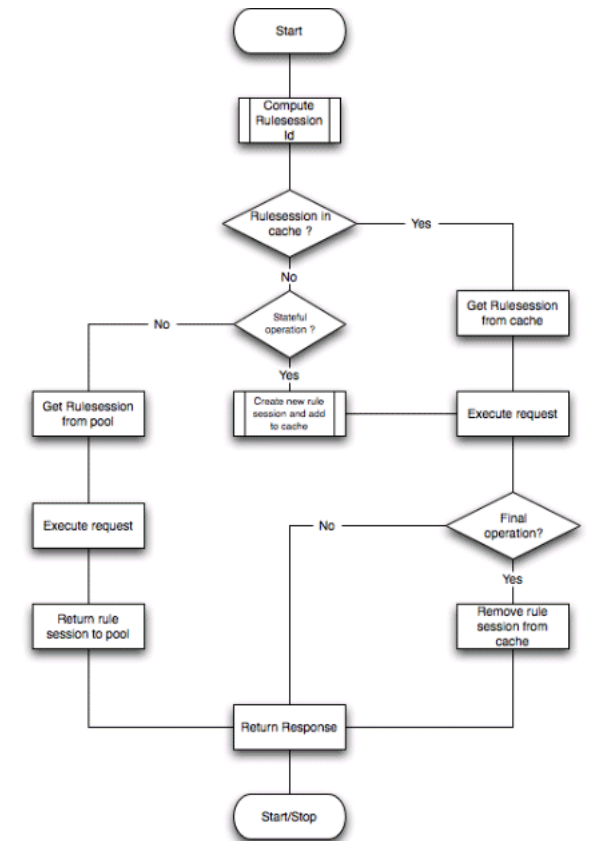 Start
Compute
Rulesession
Id
Rulesession in
cache ?
Yes
No
Stateful
operation ?
No
Yes
Get Rulesession
from cache
Get Rulesession
from pool
Create new rule
session and add
to cache
Execute request
Execute request
Final
operation?
No
Yes
Return rule
session to pool
Remove rule
session from
cache
Return Response
Start/Stop